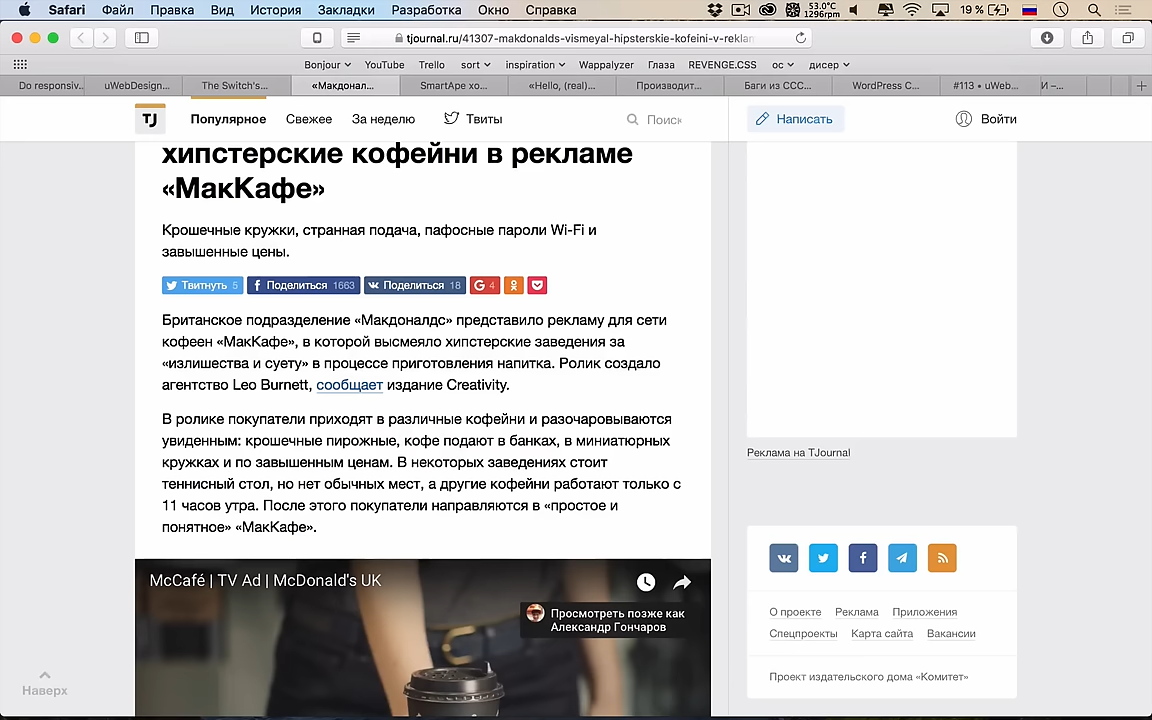 Safari Файл Правка Вид История Закладки Разработка Окно Справка 53.0°C 1296rpm 19 %
tjournal.ru/41307-makdonalds-vismeyal-hipsterskie-kofeini-v-reklam
Bonjour YouTube Trello sort inspiration Wappalyzer Глаза REVENGE.CSS ос дисер
Do responsiv... uWebDesign... The Switch's... «Макдонал... SmartApe хо... «Hello, (real)... Производит... Баги из CCC... WordPress C... #113 • uWeb... И –...
TJ Популярное Свежее За неделю Твиты Поиск Написать Войти
хипстерские кофейни в рекламе
«МакКафе»
Крошечные кружки, странная подача, пафосные пароли Wi-Fi и
завышенные цены.
Твитнуть 5 Поделиться 1663 Поделиться 18 4
Британское подразделение «Макдоналдс» представило рекламу для сети
кофеен «МакКафе», в которой высмеяло хипстерские заведения за
«излишества и суету» в процессе приготовления напитка. Ролик создало
агентство Leo Burnett, сообщает издание Creativity.
В ролике покупатели приходят в различные кофейни и разочаровываются
увиденным: крошечные пирожные, кофе подают в банках, в миниатюрных
кружках и по завышенным ценам. В некоторых заведениях стоит
теннисный стол, но нет обычных мест, а другие кофейни работают только с
11 часов утра. После этого покупатели направляются в «простое и
понятное» «МакКафе».
McCafé | TV Ad | McDonald's UK
Просмотреть позже как
Александр Гончаров
Наверх
Реклама на TJournal
О проекте Реклама Приложения
Спецпроекты Карта сайта Вакансии
Проект издательского дома «Комитет»